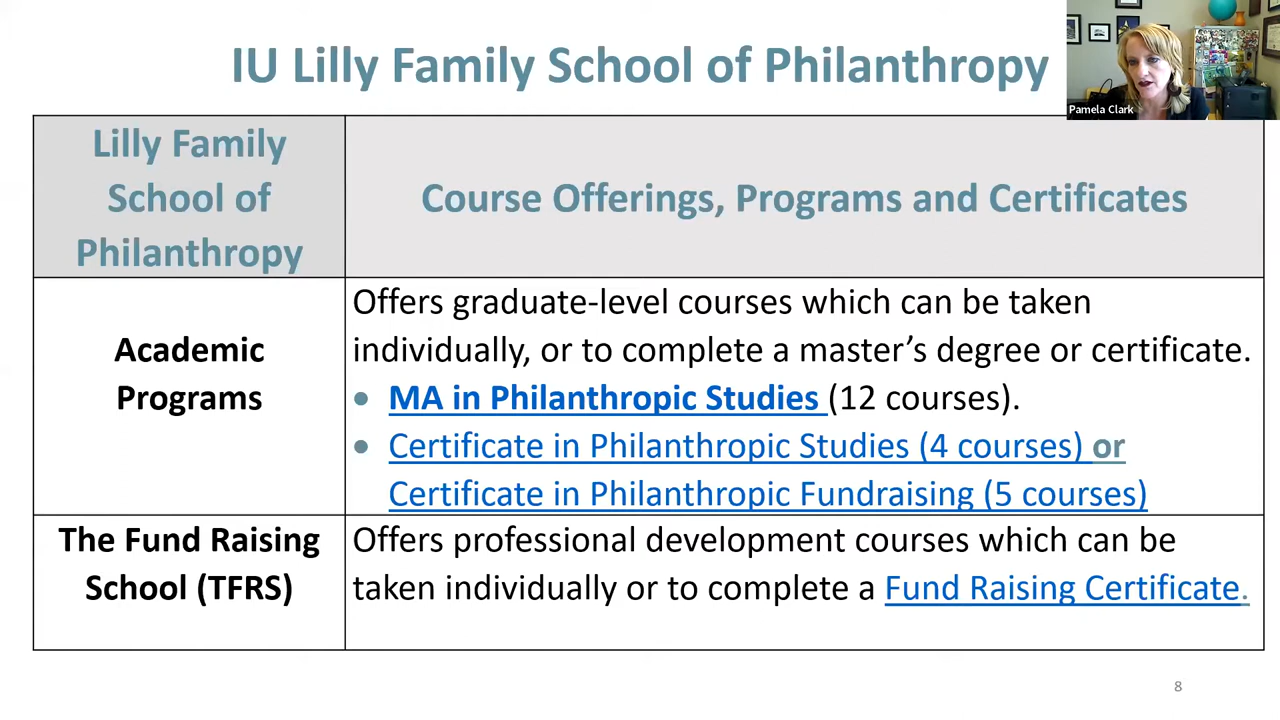 IU Lilly Family School of Philanthropy
Pamela Clark
Lilly Family
School of
Philanthropy
Course Offerings, Programs and Certificates
Academic
Programs
Offers graduate-level courses which can be taken
individually, or to complete a master’s degree or certificate.
• MA in Philanthropic Studies (12 courses).
• Certificate in Philanthropic Studies (4 courses) or
Certificate in Philanthropic Fundraising (5 courses)
The Fund Raising
School (TFRS)
Offers professional development courses which can be
taken individually or to complete a Fund Raising Certificate.
8